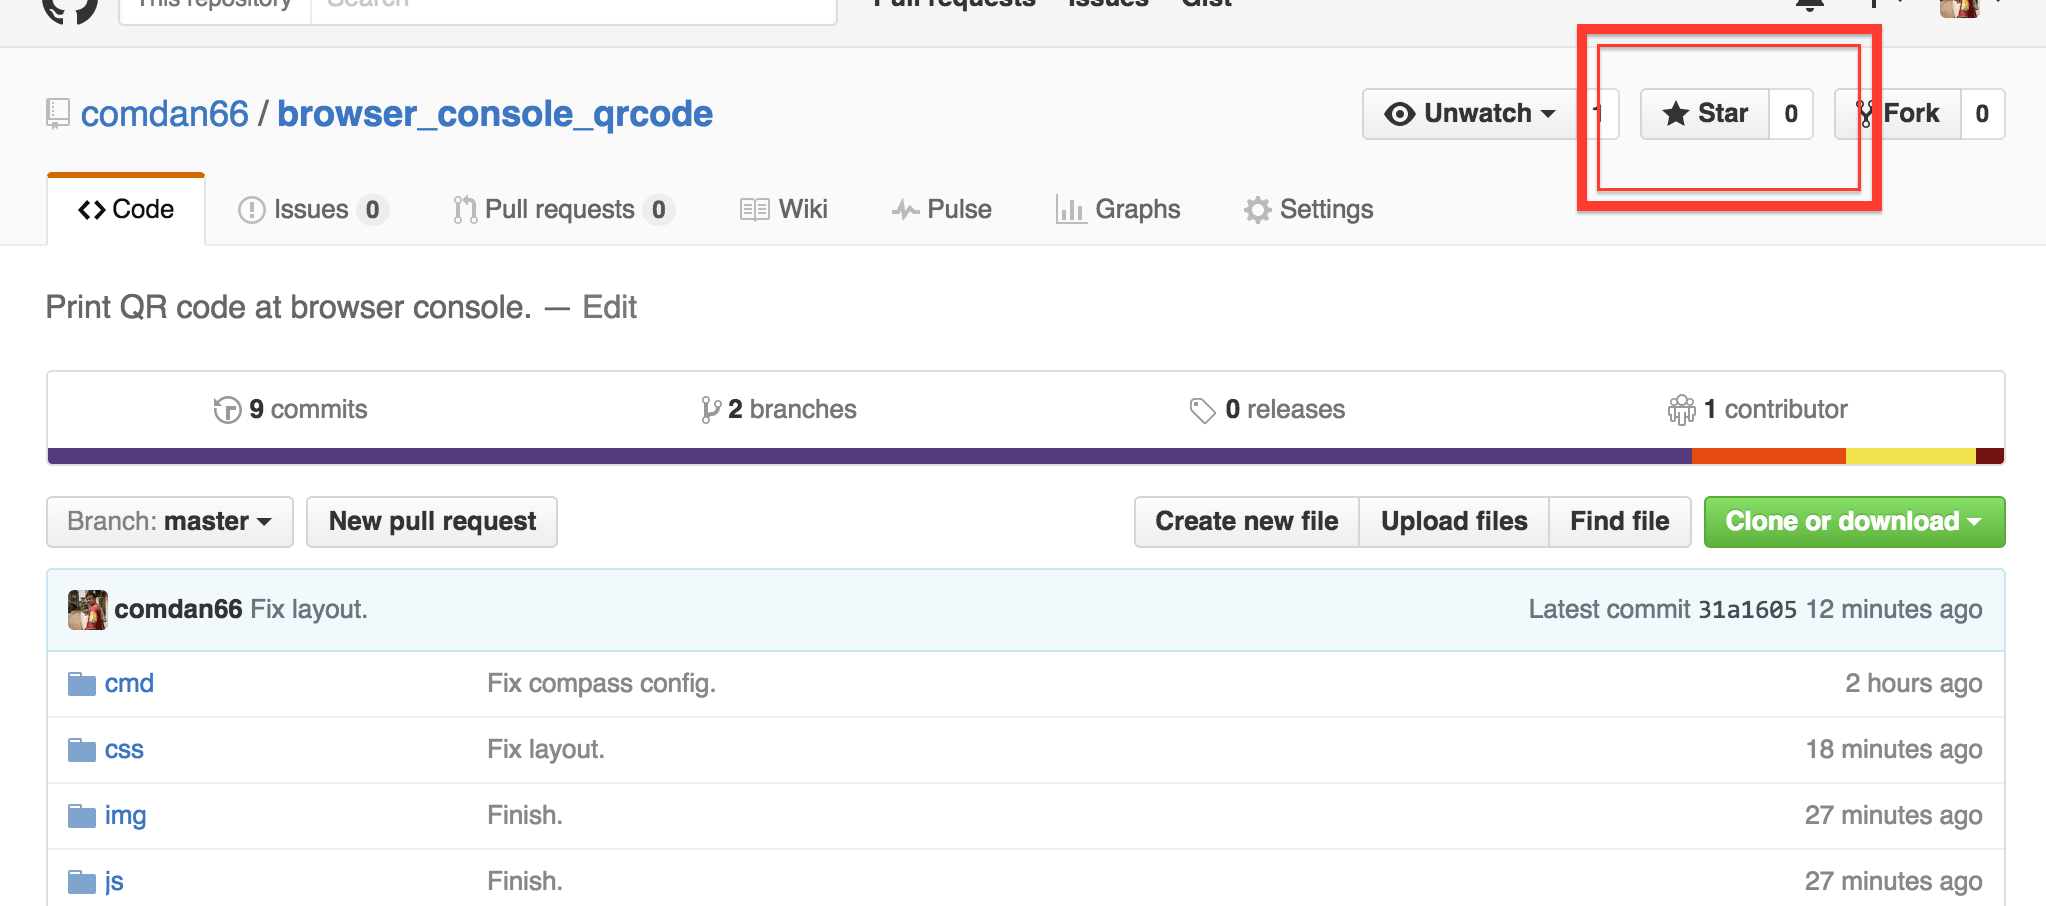 This repository Search Pull requests Issues Gist
comdan66 / browser_console_qrcode Unwatch 1 Star 0 Fork 0
Code Issues 0 Pull requests 0 Wiki Pulse Graphs Settings
Print QR code at browser console. — Edit
9 commits 2 branches 0 releases 1 contributor
Branch: master New pull request Create new file Upload files Find file Clone or download
comdan66 Fix layout. Latest commit 31a1605 12 minutes ago
cmd Fix compass config. 2 hours ago
css Fix layout. 18 minutes ago
img Finish. 27 minutes ago
js Finish. 27 minutes ago